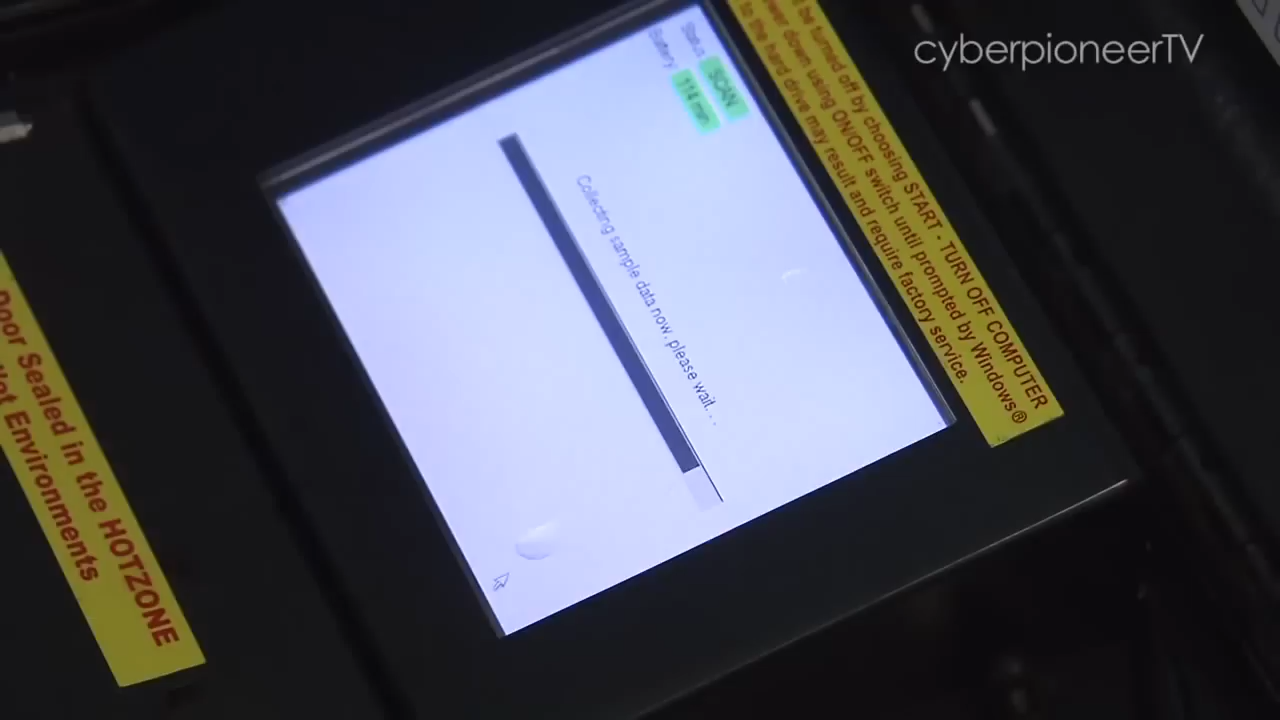 cyberpioneerTV
be turned off by choosing START - TURN OFF COMPUTER
down using ON/OFF switch until prompted by Windows®
to the hard drive may result and require factory service.
Status SCAN
Battery 114 min.
Collecting sample data now, please wait. . .
Door Sealed in the HOTZONE
Environments